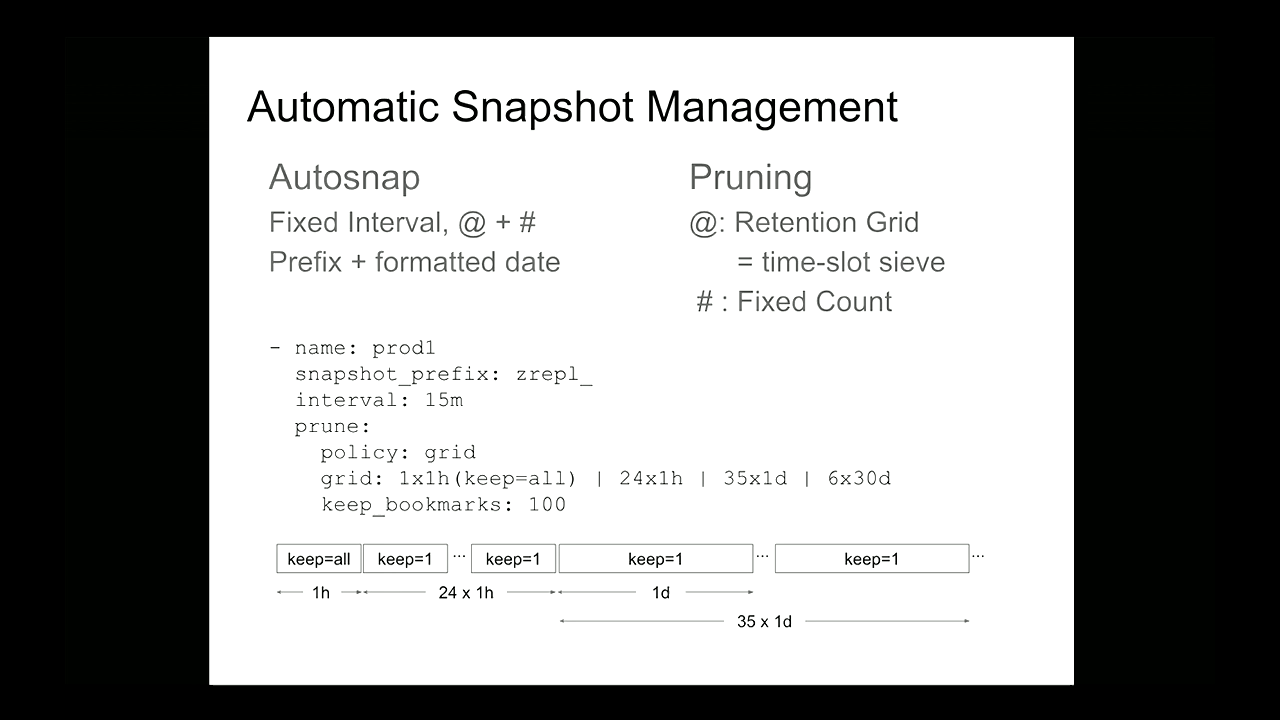 Automatic Snapshot Management
Autosnap
Fixed Interval, @ + #
Prefix + formatted date
Pruning
@: Retention Grid
= time-slot sieve
# : Fixed Count
- name: prod1
snapshot_prefix: zrepl_
interval: 15m
prune:
policy: grid
grid: 1x1h(keep=all) | 24x1h | 35x1d | 6x30d
keep_bookmarks: 100
keep=all keep=1 ... keep=1 keep=1 ... keep=1 ...
1h 24 x 1h 1d
35 x 1d